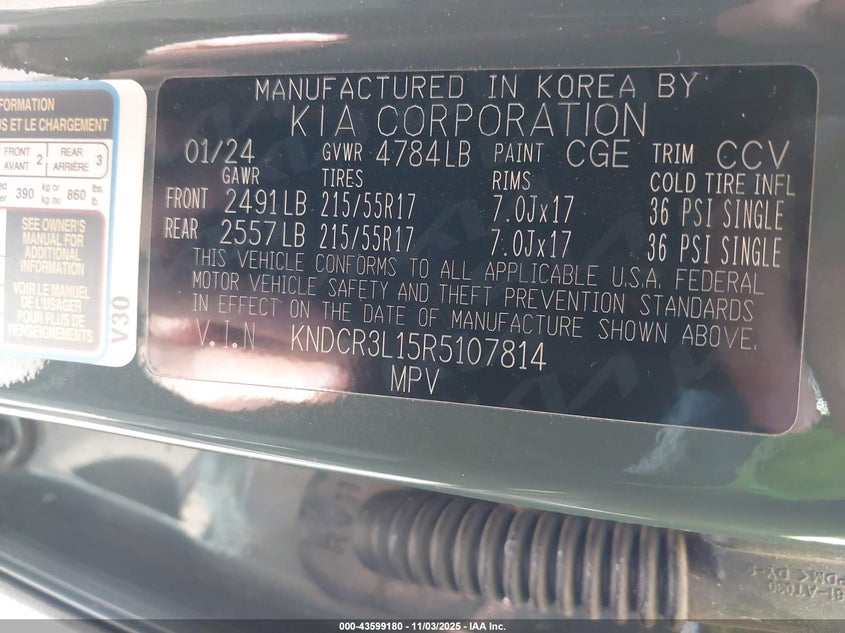 FORMATION
US ET LE CHARGEMENT
FRONT AVANT 2 REAR ARRIÈRE 3
390 kg or kg ou 860 lbs. lb.
SEE OWNER'S
MANUAL FOR
ADDITIONAL
INFORMATION
VOIR LE MANUEL
DE L'USAGER
POUR PLUS DE
RENSEIGNEMENTS
V30
MANUFACTURED IN KOREA BY
KIA CORPORATION
01/24 GVWR 4784LB PAINT CGE TRIM CCV
GAWR TIRES RIMS COLD TIRE INFL
FRONT 2491LB 215/55R17 7.0Jx17 36 PSI SINGLE
REAR 2557LB 215/55R17 7.0Jx17 36 PSI SINGLE
THIS VEHICLE CONFORMS TO ALL APPLICABLE U.S.A. FEDERAL
MOTOR VEHICLE SAFETY AND THEFT PREVENTION STANDARDS
IN EFFECT ON THE DATE OF MANUFACTURE SHOWN ABOVE.
V.I.N KNDCR3L15R5107814
MPV
000-43599180 - 11/03/2025 - IAA Inc.